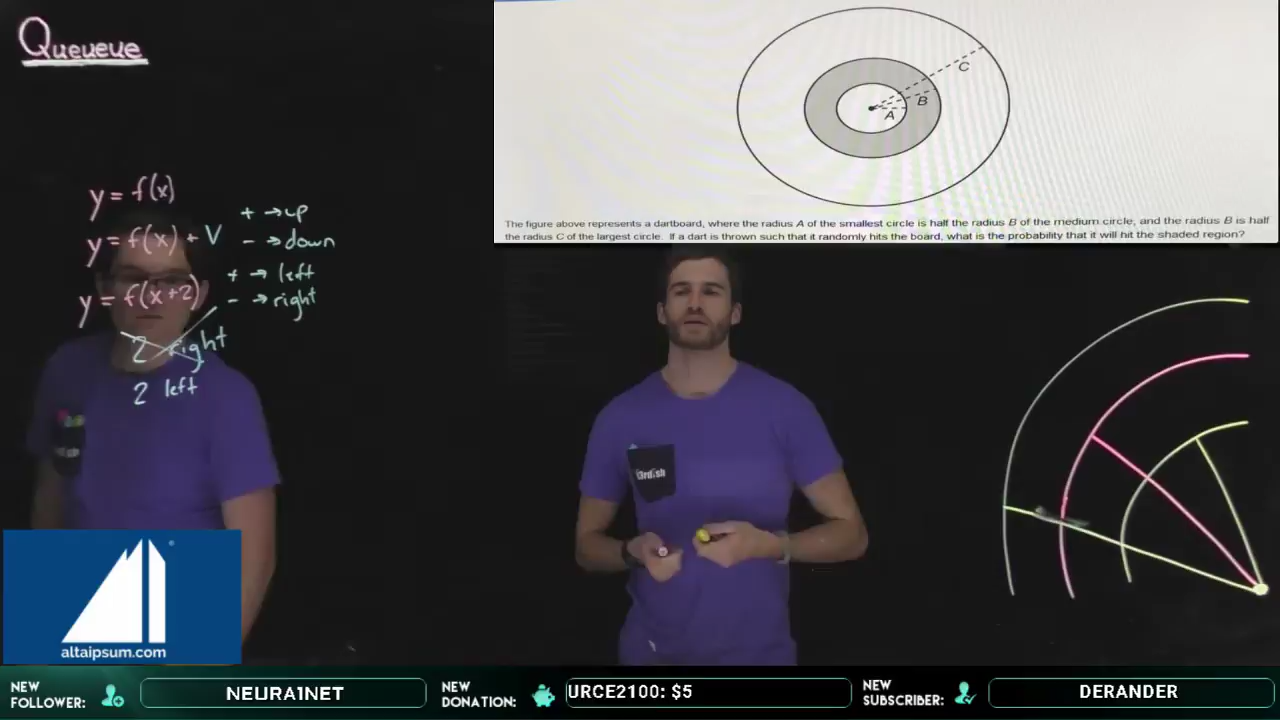 Queueue
y = f(x)
y = f(x) + V
+ → up
- → down
y = f(x+2)
+ → left
- → right
2 right
2 left
C
B
A
The figure above represents a dartboard, where the radius A of the smallest circle is half the radius B of the medium circle, and the radius B is half
the radius C of the largest circle. If a dart is thrown such that it randomly hits the board, what is the probability that it will hit the shaded region?
altaipsum.com
NEW FOLLOWER:
NEURA1NET
NEW DONATION:
URCE2100: $5
NEW SUBSCRIBER:
DERANDER